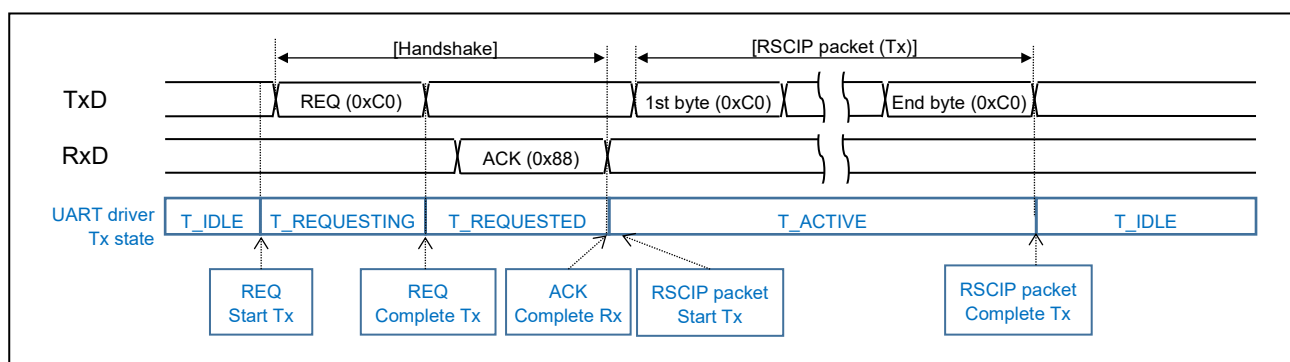 [Handshake]
[RSCIP packet (Tx)]
TxD
REQ (0xC0)
1st byte (0xC0)
End byte (0xC0)
RxD
ACK (0x88)
UART driver
Tx state
T_IDLE
T_REQUESTING
T_REQUESTED
T_ACTIVE
T_IDLE
REQ
Start Tx
REQ
Complete Tx
ACK
Complete Rx
RSCIP packet
Start Tx
RSCIP packet
Complete Tx